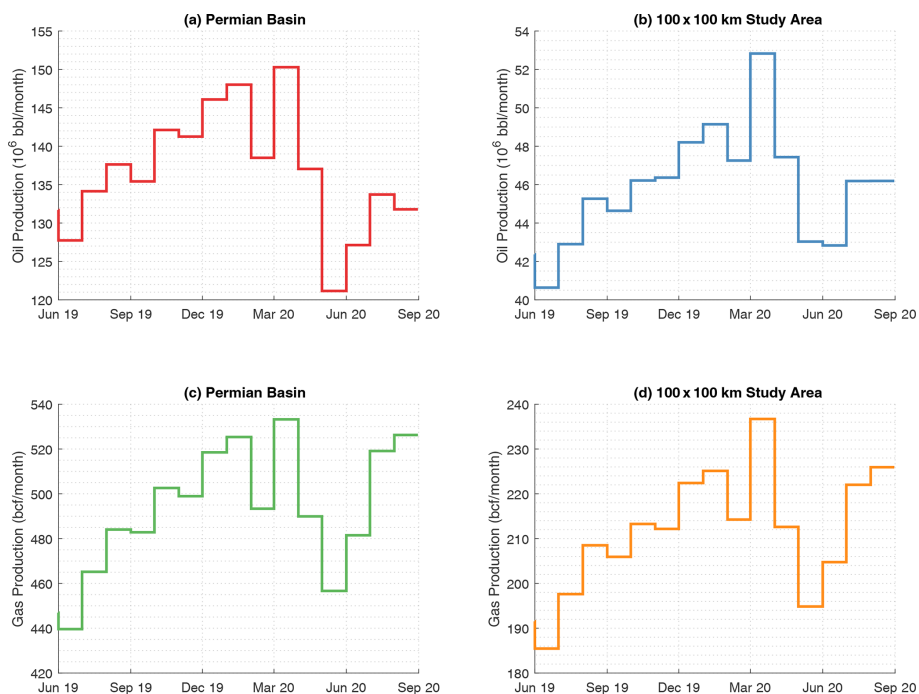 (a) Permian Basin
Oil Production (10⁶ bbl/month)
155
150
145
140
135
130
125
120
Jun 19 Sep 19 Dec 19 Mar 20 Jun 20 Sep 20
(b) 100 x 100 km Study Area
Oil Production (10⁶ bbl/month)
54
52
50
48
46
44
42
40
Jun 19 Sep 19 Dec 19 Mar 20 Jun 20 Sep 20
(c) Permian Basin
Gas Production (bcf/month)
540
520
500
480
460
440
420
Jun 19 Sep 19 Dec 19 Mar 20 Jun 20 Sep 20
(d) 100 x 100 km Study Area
Gas Production (bcf/month)
240
230
220
210
200
190
180
Jun 19 Sep 19 Dec 19 Mar 20 Jun 20 Sep 20